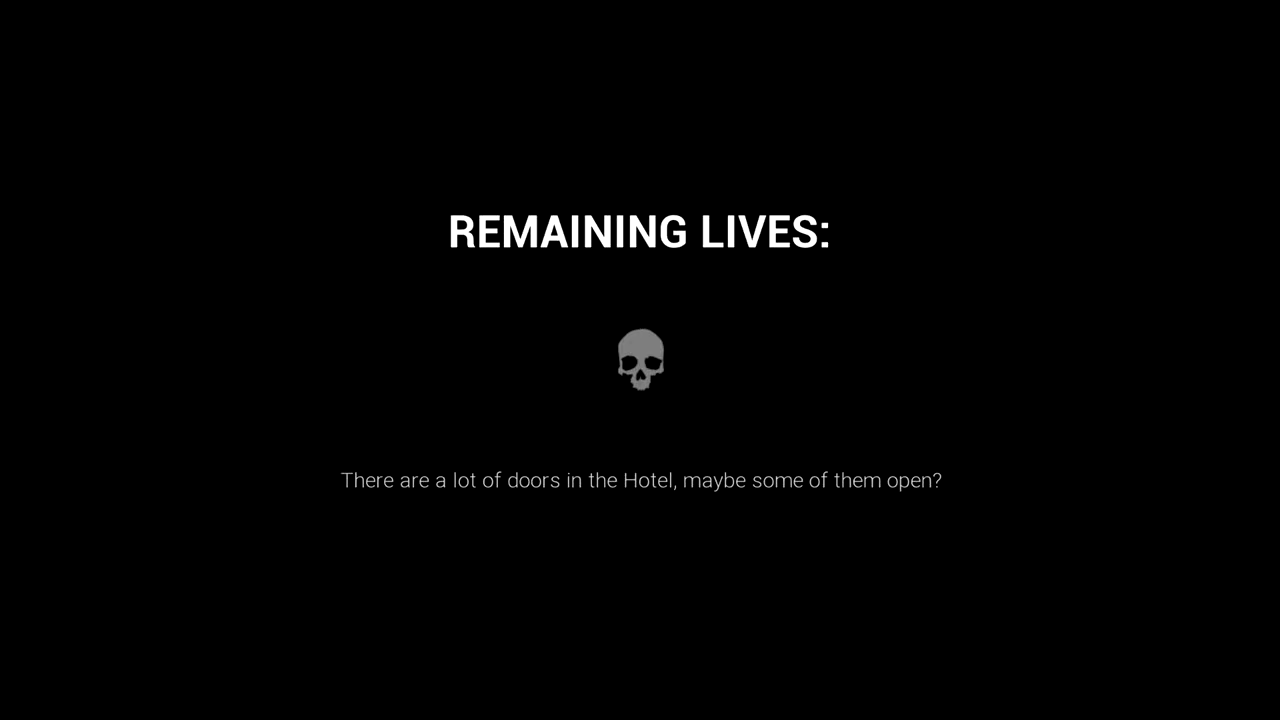 REMAINING LIVES:
There are a lot of doors in the Hotel, maybe some of them open?